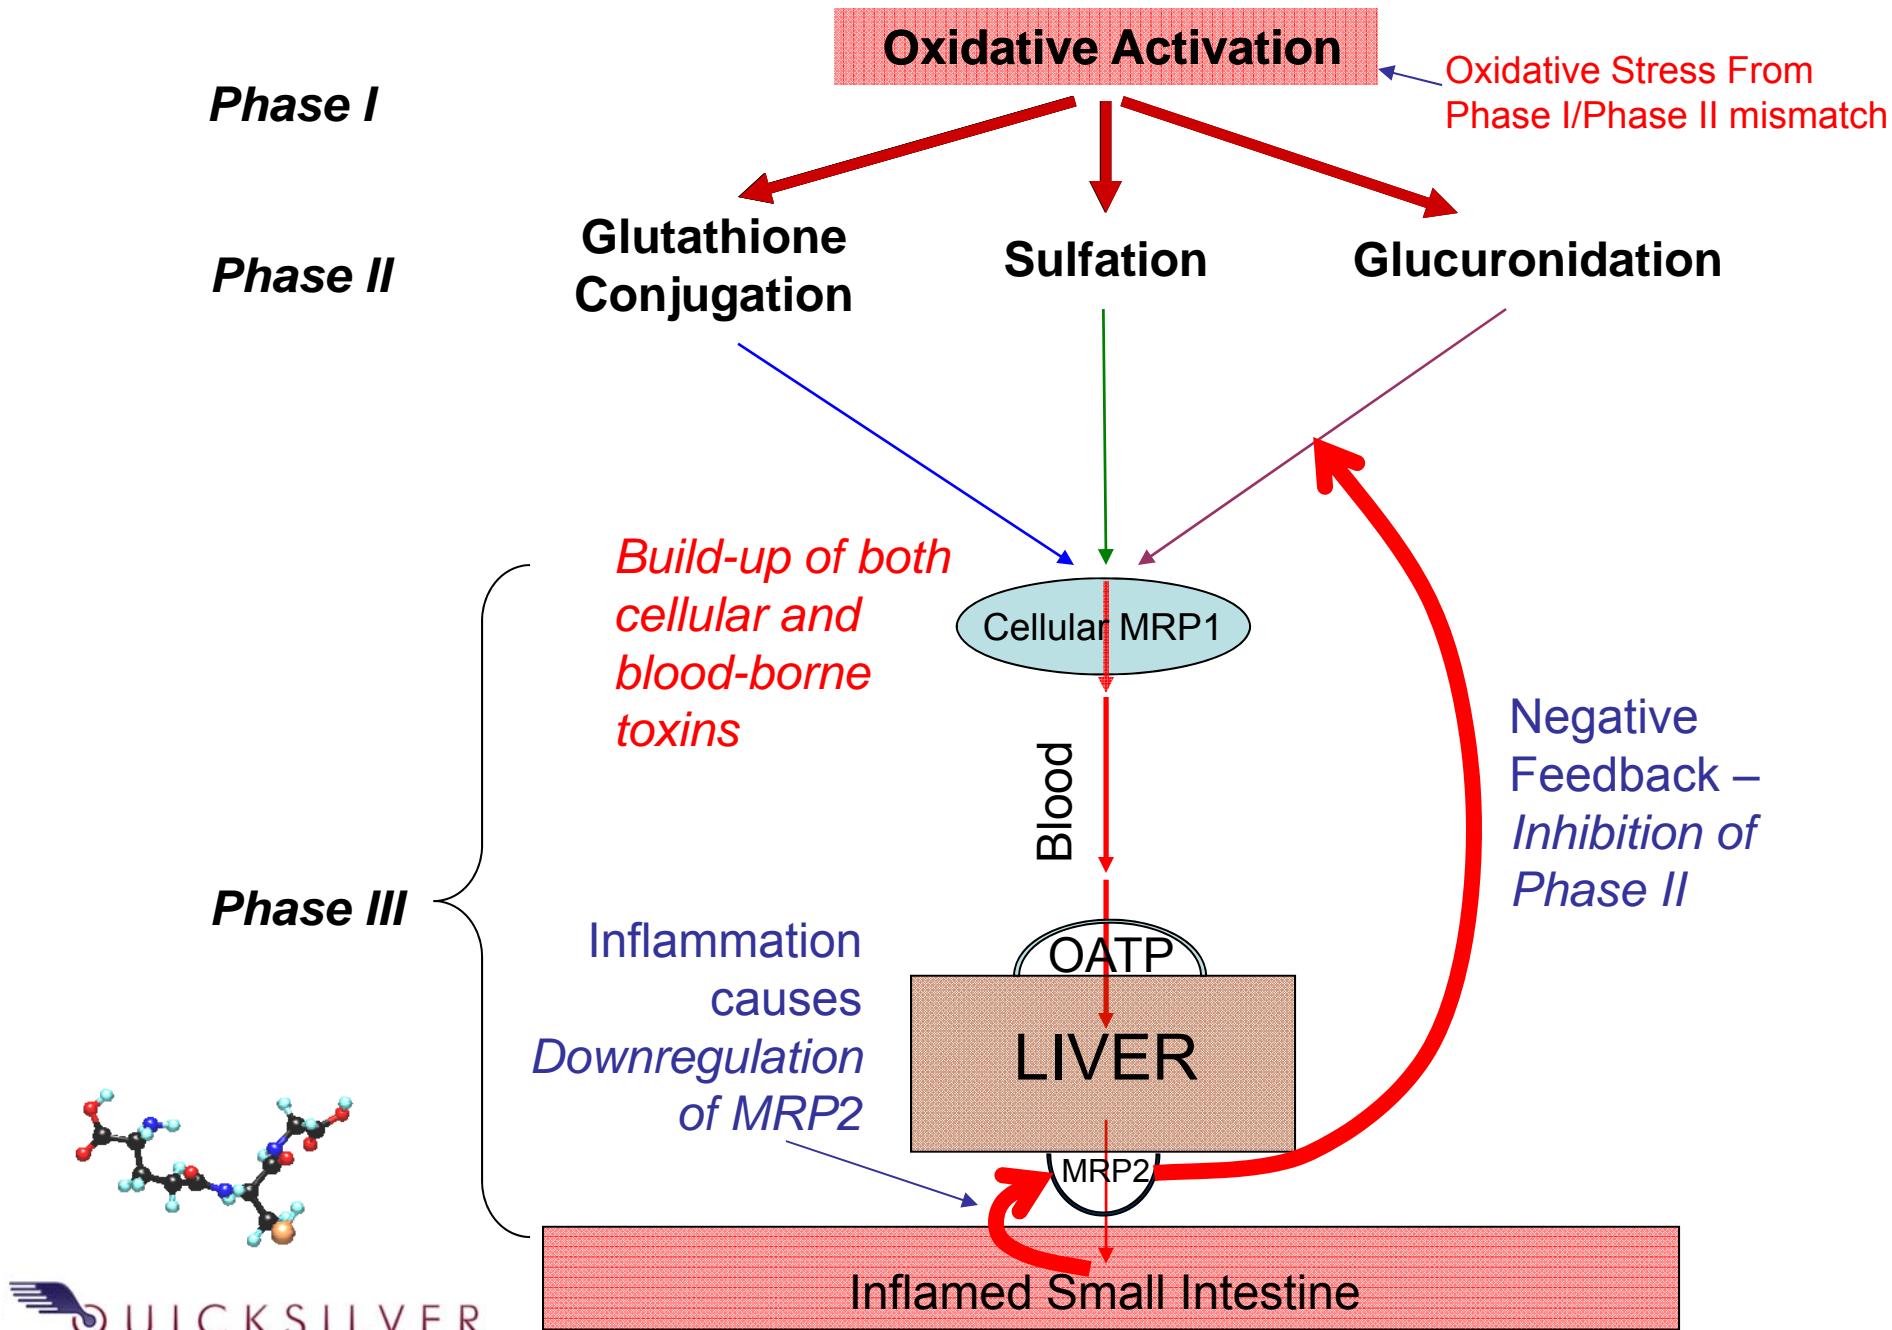 Oxidative Activation
Oxidative Stress From
Phase I/Phase II mismatch
Phase I
Glutathione
Conjugation
Sulfation
Glucuronidation
Phase II
Build-up of both
cellular and
blood-borne
toxins
Cellular MRP1
Negative
Feedback –
Inhibition of
Phase II
Blood
Phase III
Inflammation
causes
Downregulation
of MRP2
OATP
LIVER
MRP2
Inflamed Small Intestine
QUICKSILVER